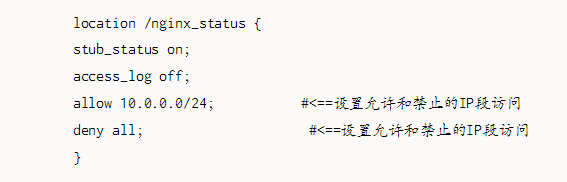 location /nginx_status {
stub_status on;
access_log off;
allow 10.0.0.0/24; #<==设置允许和禁止的IP段访问
deny all; #<==设置允许和禁止的IP段访问
}